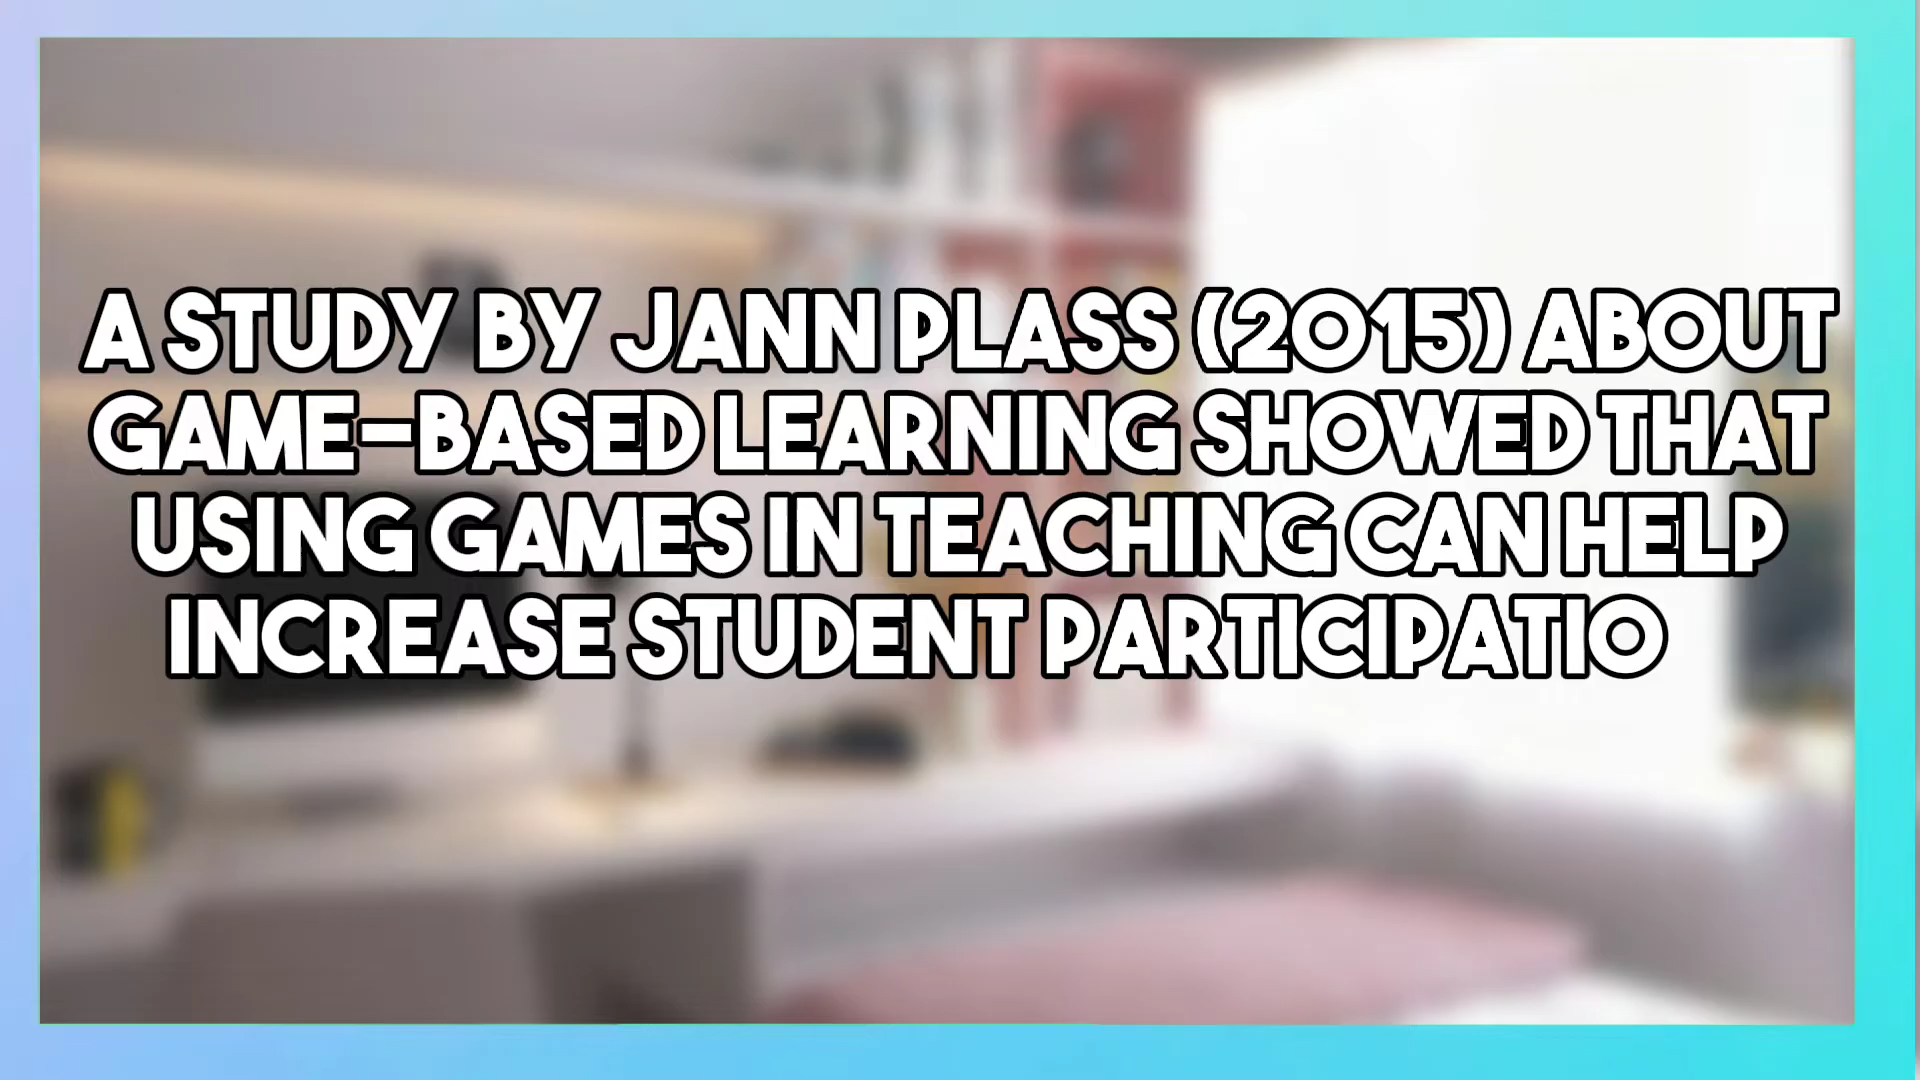 A STUDY BY JANN PLASS (2015) ABOUT
GAME-BASED LEARNING SHOWED THAT
USING GAMES IN TEACHING CAN HELP
INCREASE STUDENT PARTICIPATIO